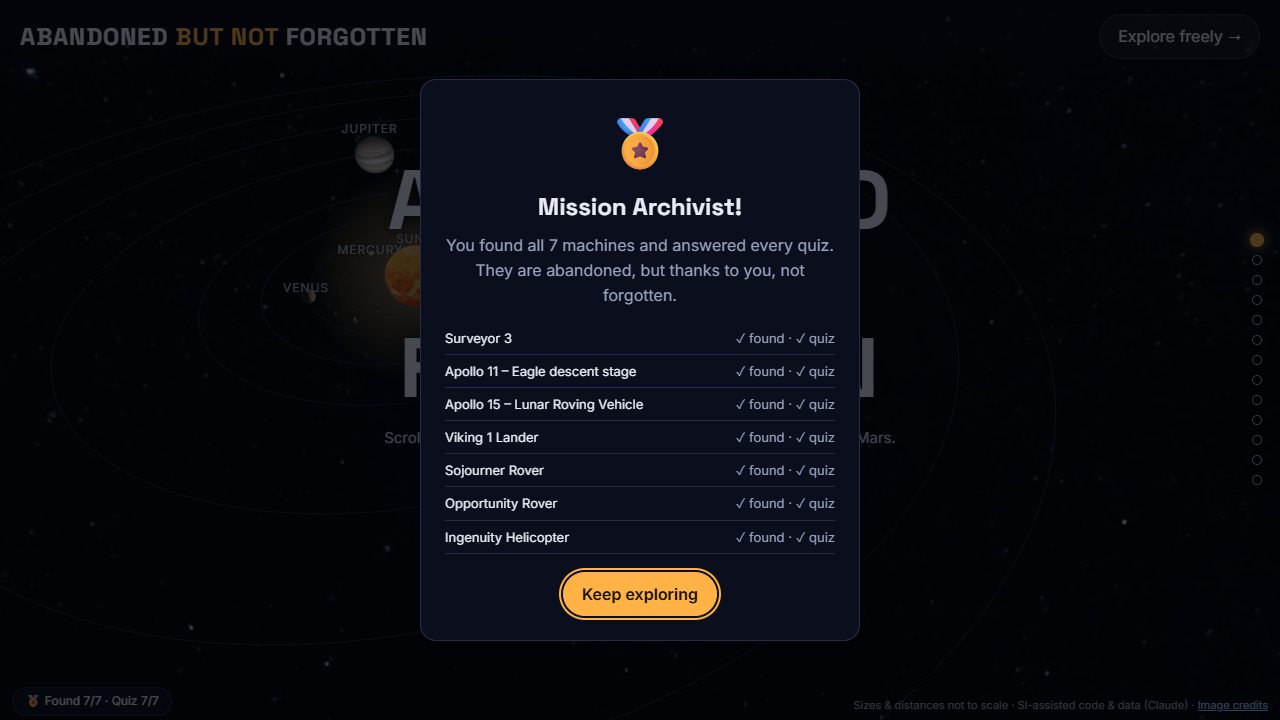 ABANDONED BUT NOT FORGOTTEN
Explore freely →
JUPITER
SUN
MERCURY
VENUS
Mission Archivist!
You found all 7 machines and answered every quiz.
They are abandoned, but thanks to you, not
forgotten.
Surveyor 3 ✓ found · ✓ quiz
Apollo 11 – Eagle descent stage ✓ found · ✓ quiz
Apollo 15 – Lunar Roving Vehicle ✓ found · ✓ quiz
Viking 1 Lander ✓ found · ✓ quiz
Sojourner Rover ✓ found · ✓ quiz
Opportunity Rover ✓ found · ✓ quiz
Ingenuity Helicopter ✓ found · ✓ quiz
Mars.
Keep exploring
Found 7/7 · Quiz 7/7
Sizes & distances not to scale · SI-assisted code & data (Claude) · Image credits